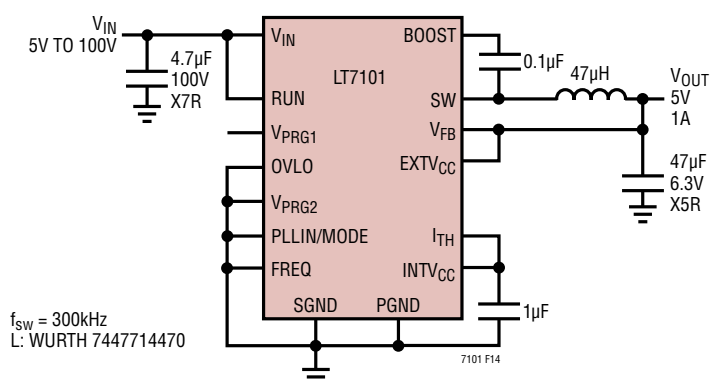 VIN
5V TO 100V
4.7µF
100V
X7R
VIN
RUN
VPRG1
OVLO
VPRG2
PLLIN/MODE
FREQ
SGND
PGND
LT7101
BOOST
SW
VFB
EXTVCC
ITH
INTVCC
0.1µF
47µH
VOUT
5V
1A
47µF
6.3V
X5R
1µF
fSW = 300kHz
L: WURTH 7447714470
7101 F14